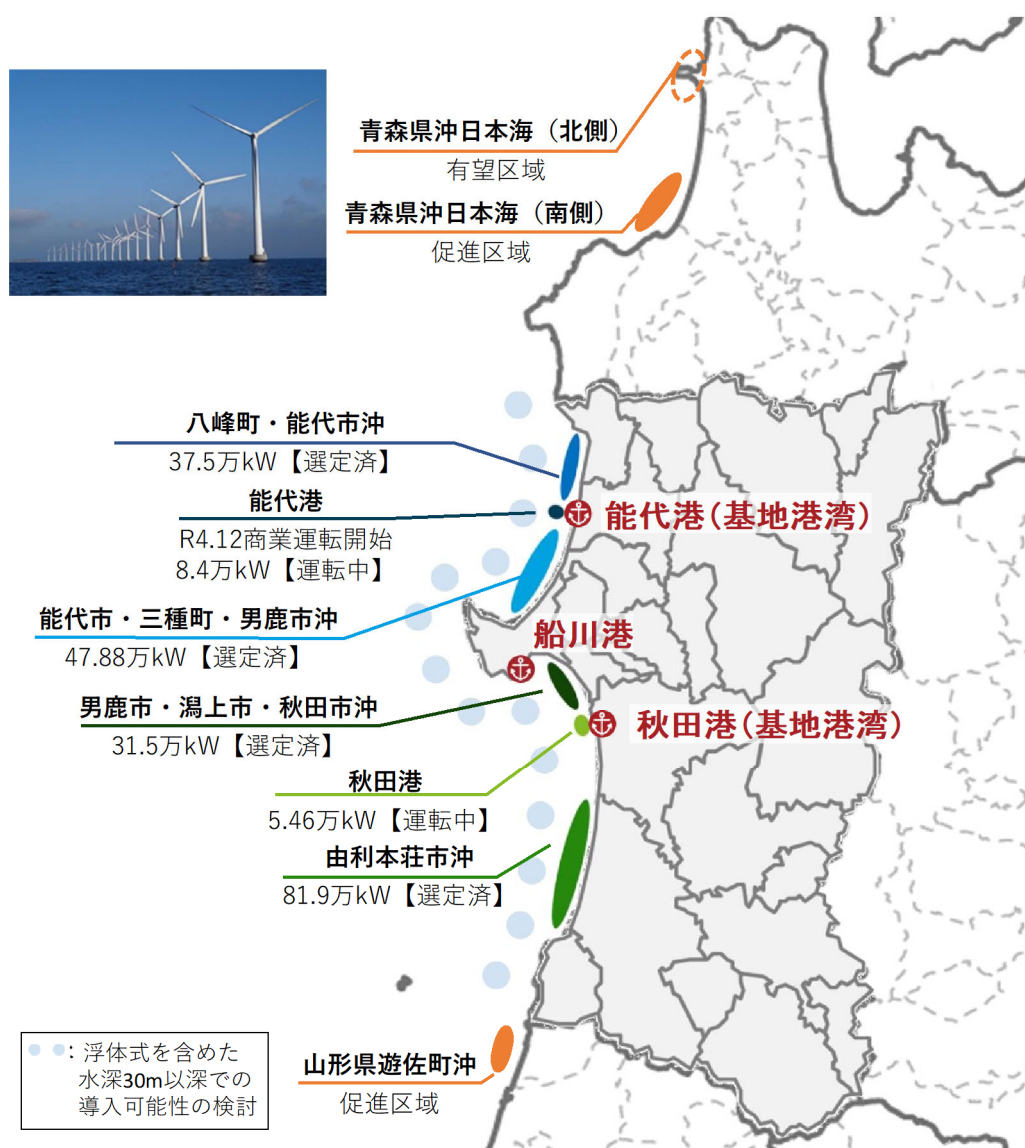 青森県沖日本海（北側）
有望区域
青森県沖日本海（南側）
促進区域
八峰町・能代市沖
37.5万kW【選定済】
能代港
R4.12商業運転開始
8.4万kW【運転中】
能代港（基地港湾）
能代市・三種町・男鹿市沖
47.88万kW【選定済】
船川港
男鹿市・潟上市・秋田市沖
31.5万kW【選定済】
秋田港（基地港湾）
秋田港
5.46万kW【運転中】
由利本荘市沖
81.9万kW【選定済】
：浮体式を含めた
水深30m以深での
導入可能性の検討
山形県遊佐町沖
促進区域